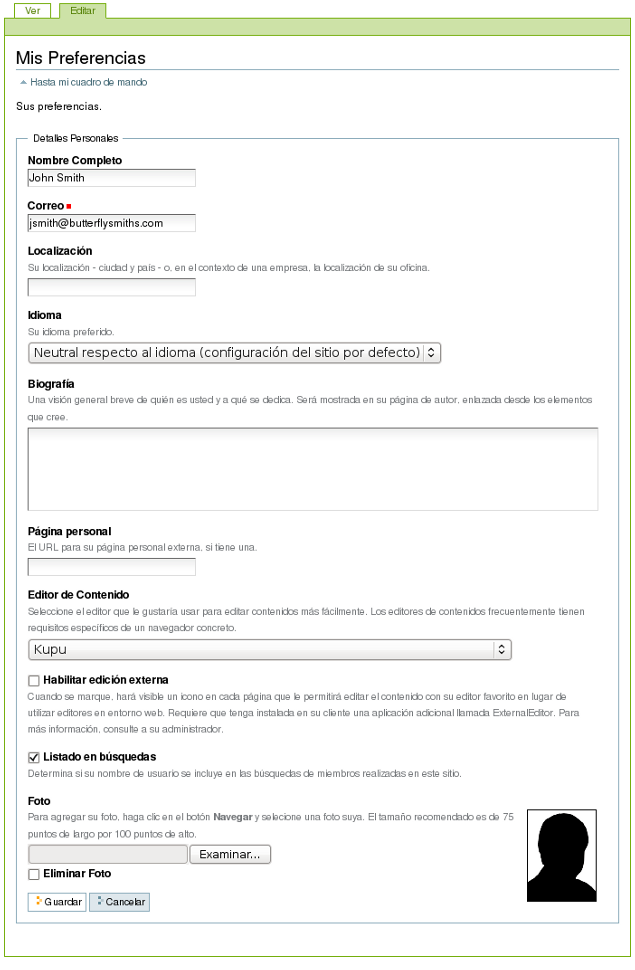 Ver
Editar
Mis Preferencias
Hasta mi cuadro de mando
Sus preferencias.
Detalles Personales
Nombre Completo
John Smith
Correo
jsmith@butterflysmiths.com
Localización
Su localización - ciudad y país - o, en el contexto de una empresa, la localización de su oficina.
Idioma
Su idioma preferido.
Neutral respecto al idioma (configuración del sitio por defecto)
Biografía
Una visión general breve de quién es usted y a qué se dedica. Será mostrada en su página de autor, enlazada desde los elementos
que cree.
Página personal
El URL para su página personal externa, si tiene una.
Editor de Contenido
Seleccione el editor que le gustaría usar para editar contenidos más fácilmente. Los editores de contenidos frecuentemente tienen
requisitos específicos de un navegador concreto.
Kupu
Habilitar edición externa
Cuando se marque, hará visible un icono en cada página que le permitirá editar el contenido con su editor favorito en lugar de
utilizar editores en entorno web. Requiere que tenga instalada en su cliente una aplicación adicional llamada ExternalEditor. Para
más información, consulte a su administrador.
Listado en búsquedas
Determina si su nombre de usuario se incluye en las búsquedas de miembros realizadas en este sitio.
Foto
Para agregar su foto, haga clic en el botón Navegar y selecione una foto suya. El tamaño recomendado es de 75
puntos de largo por 100 puntos de alto.
Examinar...
Eliminar Foto
Guardar
Cancelar